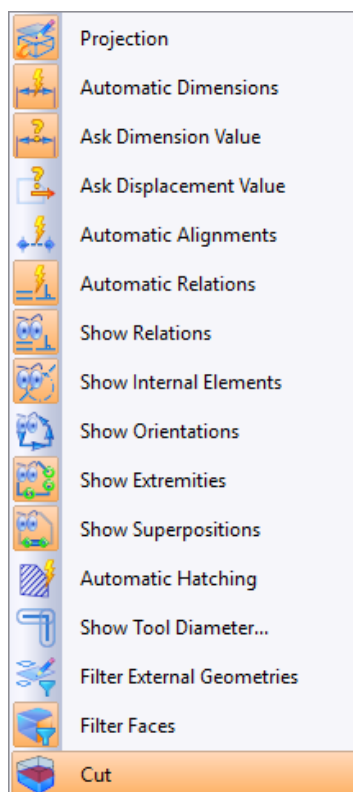 Projection
Automatic Dimensions
Ask Dimension Value
Ask Displacement Value
Automatic Alignments
Automatic Relations
Show Relations
Show Internal Elements
Show Orientations
Show Extremities
Show Superpositions
Automatic Hatching
Show Tool Diameter...
Filter External Geometries
Filter Faces
Cut